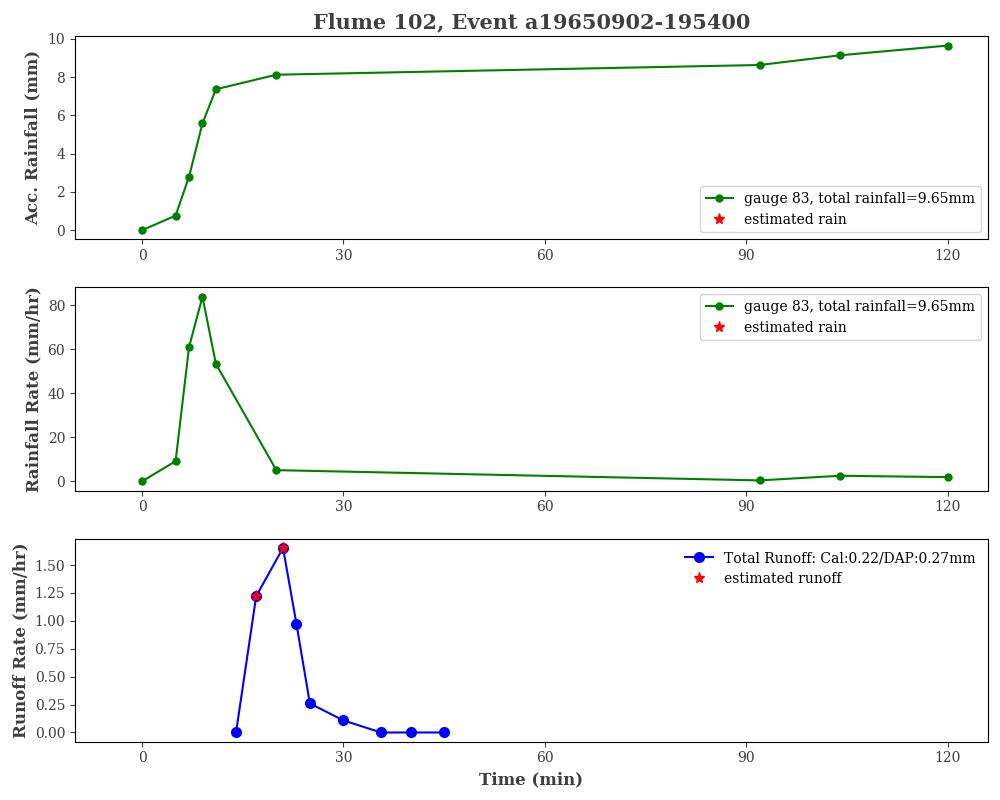 Flume 102, Event a19650902-195400
Acc. Rainfall (mm)
10
8
6
4
2
0
gauge 83, total rainfall=9.65mm
estimated rain
0 30 60 90 120
Rainfall Rate (mm/hr)
80
60
40
20
0
gauge 83, total rainfall=9.65mm
estimated rain
0 30 60 90 120
Runoff Rate (mm/hr)
1.50
1.25
1.00
0.75
0.50
0.25
0.00
Total Runoff: Cal:0.22/DAP:0.27mm
estimated runoff
0 30 60 90 120
Time (min)